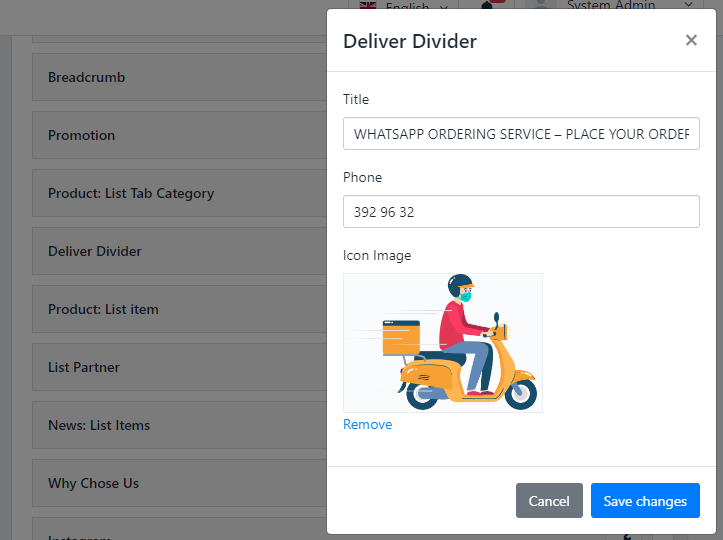 English
System Admin
Deliver Divider
×
Breadcrumb
Promotion
Product: List Tab Category
Deliver Divider
Product: List item
List Partner
News: List Items
Why Chose Us
Instagram
Title
WHATSAPP ORDERING SERVICE – PLACE YOUR ORDER
Phone
392 96 32
Icon Image
Remove
Cancel
Save changes